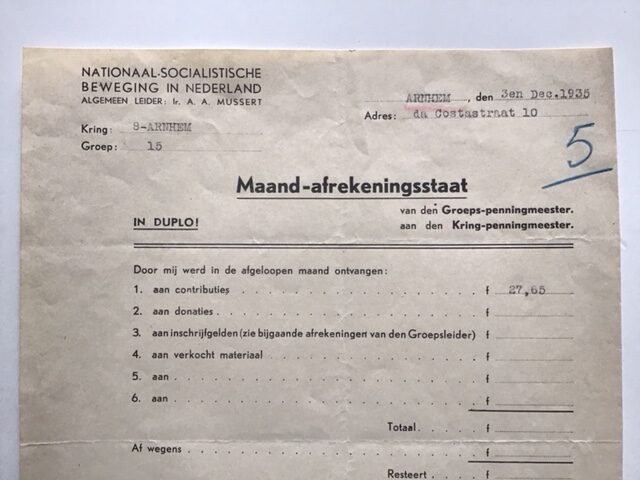 NATIONAAL-SOCIALISTISCHE
BEWEGING IN NEDERLAND
ALGEMEEN LEIDER: Ir. A. A. MUSSERT
ARNHEM, den 3en Dec.1935
Adres: da Costastraat 10
Kring: 8-ARNHEM
Groep: 15
5
Maand-afrekeningsstaat
van den Groeps-penningmeester.
IN DUPLO!
aan den Kring-penningmeester.
Door mij werd in de afgeloopen maand ontvangen:
1. aan contributies . . . . . . . . . . . . . f 27,65
2. aan donaties . . . . . . . . . . . . . . f
3. aan inschrijfgelden (zie bijgaande afrekeningen van den Groepsleider) f
4. aan verkocht materiaal . . . . . . . . . . . f
5. aan . . . . . . . . . . . . . . . . . f
6. aan . . . . . . . . . . . . . . . . . f
Totaal . . . f
Af wegens . . . . . . . . . . . . . . . f
Resteert . . . f